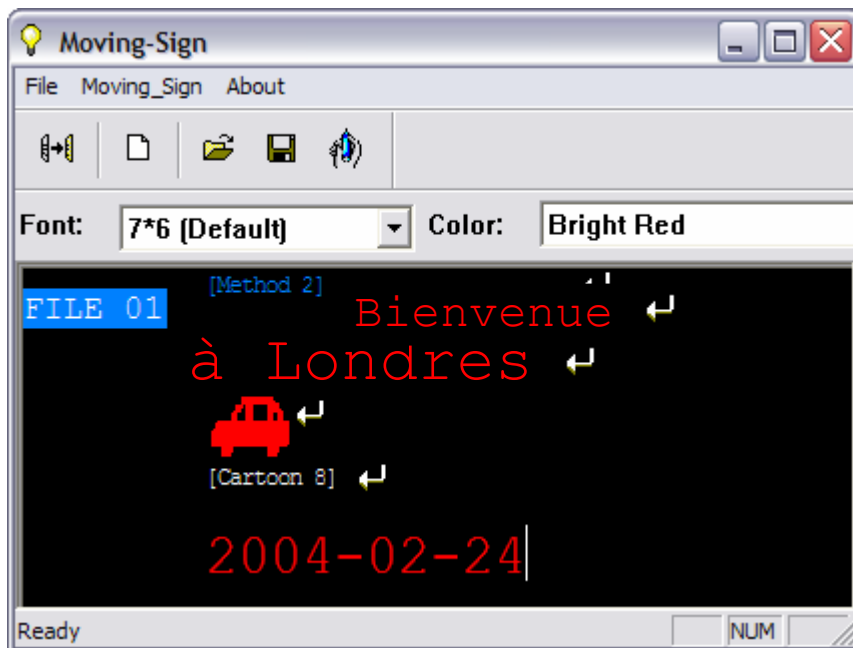 Moving-Sign
File Moving_Sign About
Font: 7*6 (Default) Color: Bright Red
[Method 2]
FILE 01 Bienvenue
à Londres
[Cartoon 8]
2004-02-24
Ready NUM